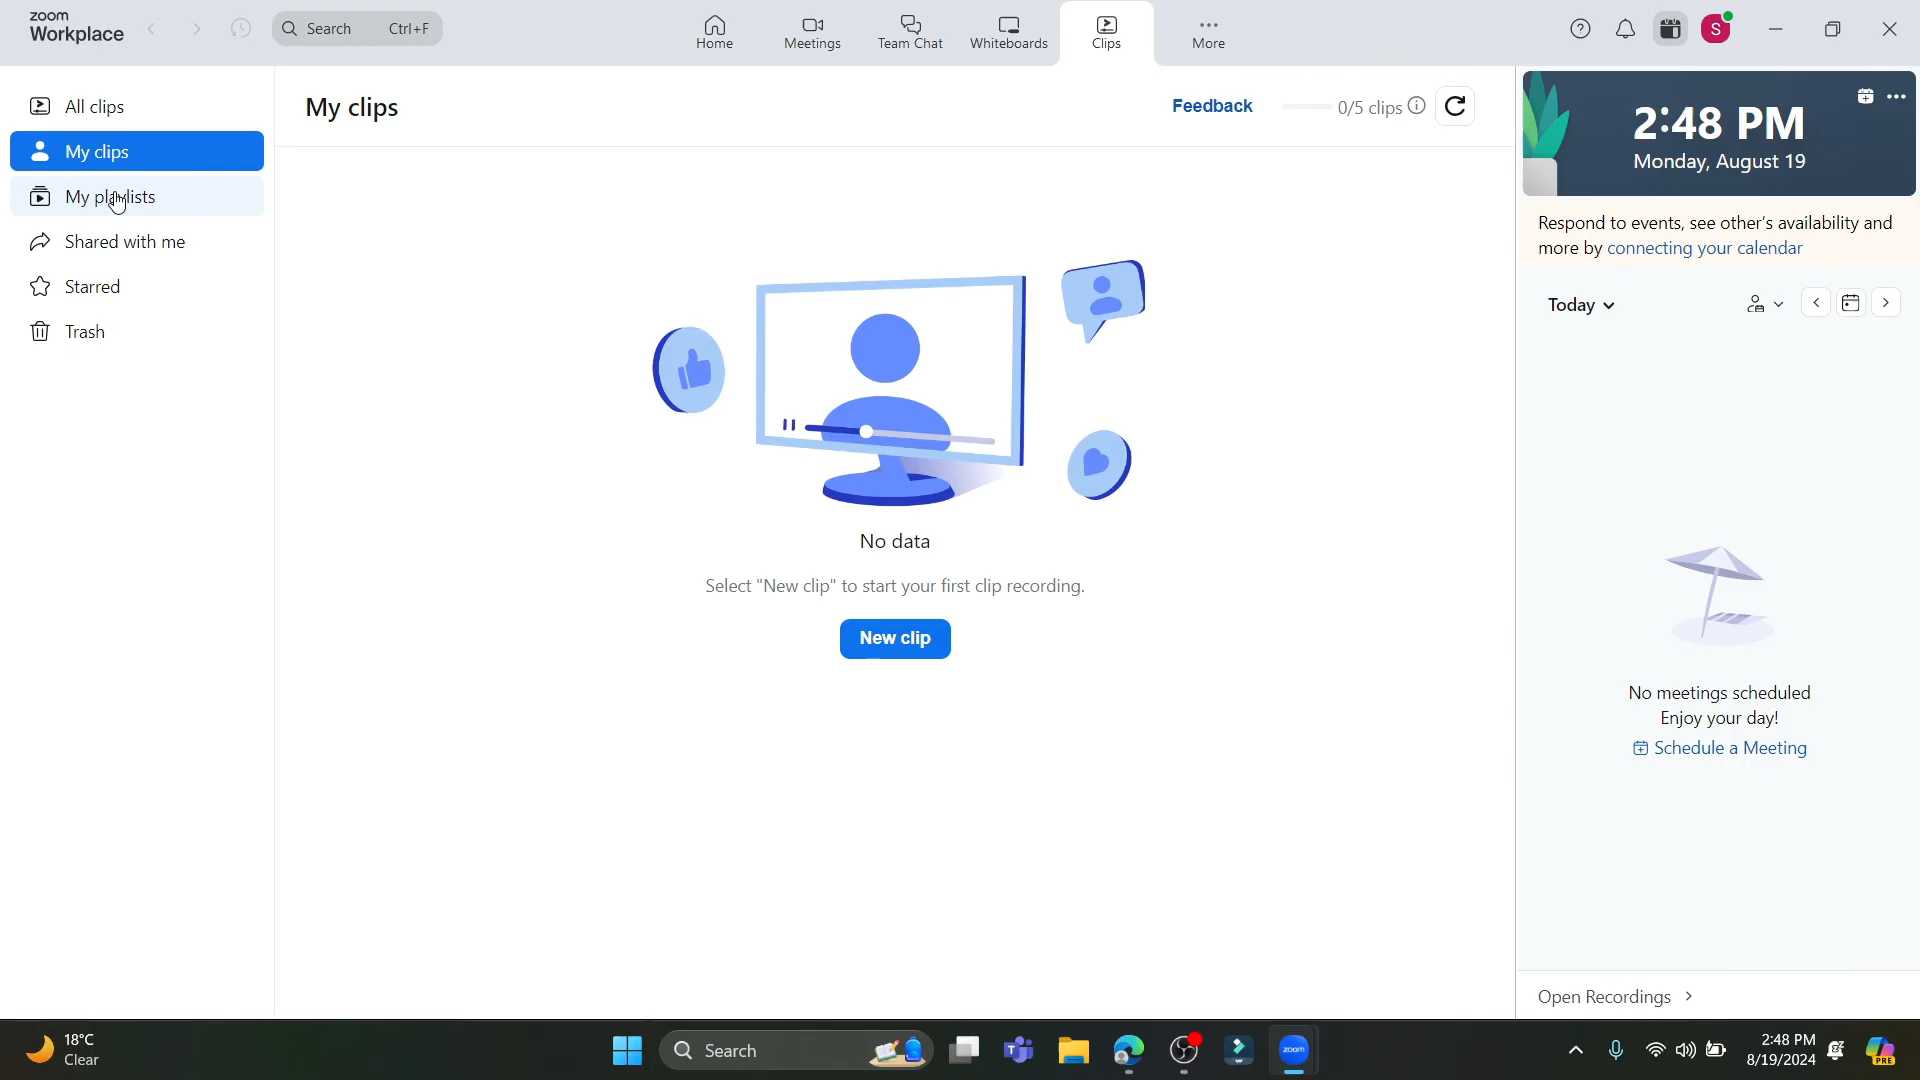 zoom
Workplace
Search Ctrl+F
Home
Meetings
Team Chat
Whiteboards
Clips
More
S
All clips
My clips
My playlists
Shared with me
Starred
Trash
My clips
Feedback
0/5 clips
No data
Select "New clip" to start your first clip recording.
New clip
2:48 PM
Monday, August 19
Respond to events, see other's availability and
more by connecting your calendar
Today
No meetings scheduled
Enjoy your day!
Schedule a Meeting
Open Recordings
18°C
Clear
Search
zoom
2:48 PM
8/19/2024
PRE